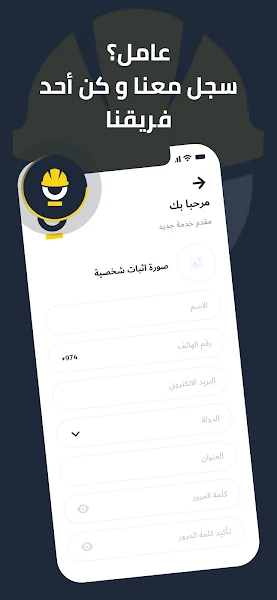 عامل؟
سجل معنا و كن أحد
فريقنا
مرحبا بك
مقدم خدمة جديد
صورة اثبات شخصية
الاسم
رقم الهاتف
+974
البريد الالكتروني
الدولة
العنوان
كلمة المرور
تأكيد كلمة المرور